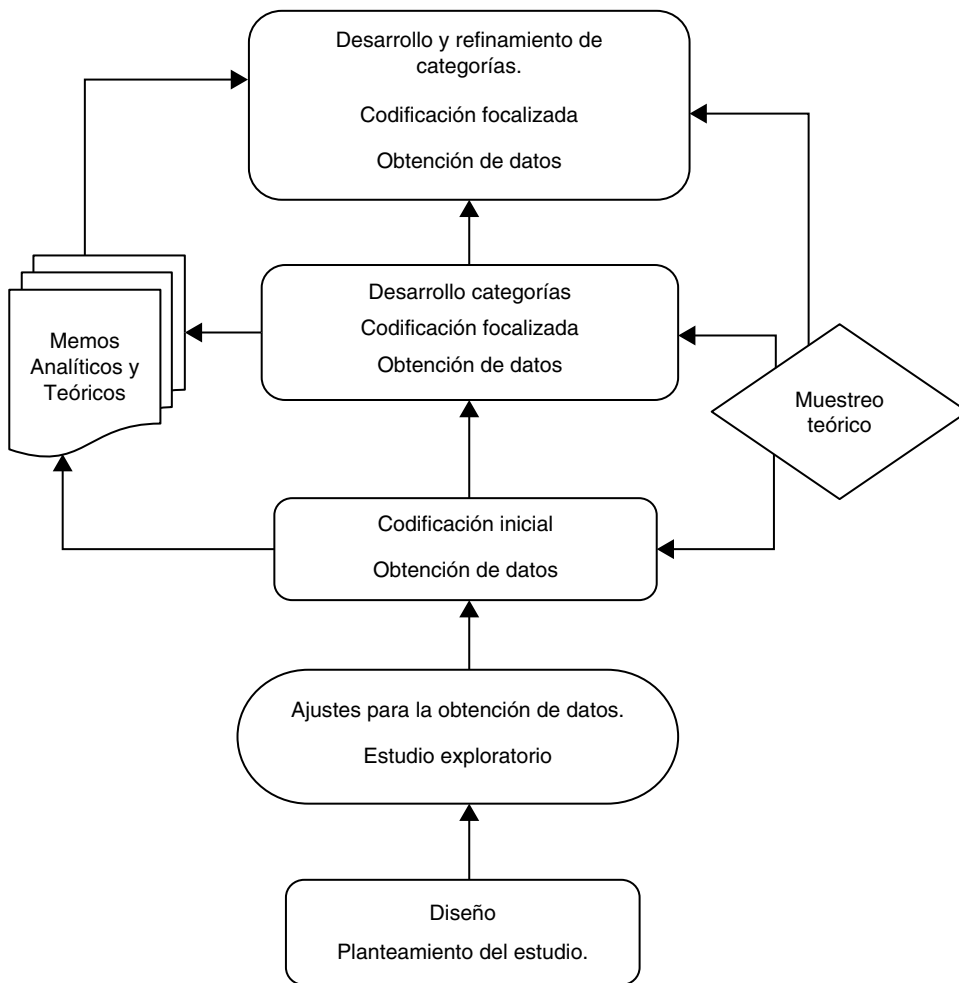 Desarrollo y refinamiento de
categorías.
Codificación focalizada
Obtención de datos
Desarrollo categorías
Codificación focalizada
Obtención de datos
Memos
Analíticos y
Teóricos
Muestreo
teórico
Codificación inicial
Obtención de datos
Ajustes para la obtención de datos.
Estudio exploratorio
Diseño
Planteamiento del estudio.